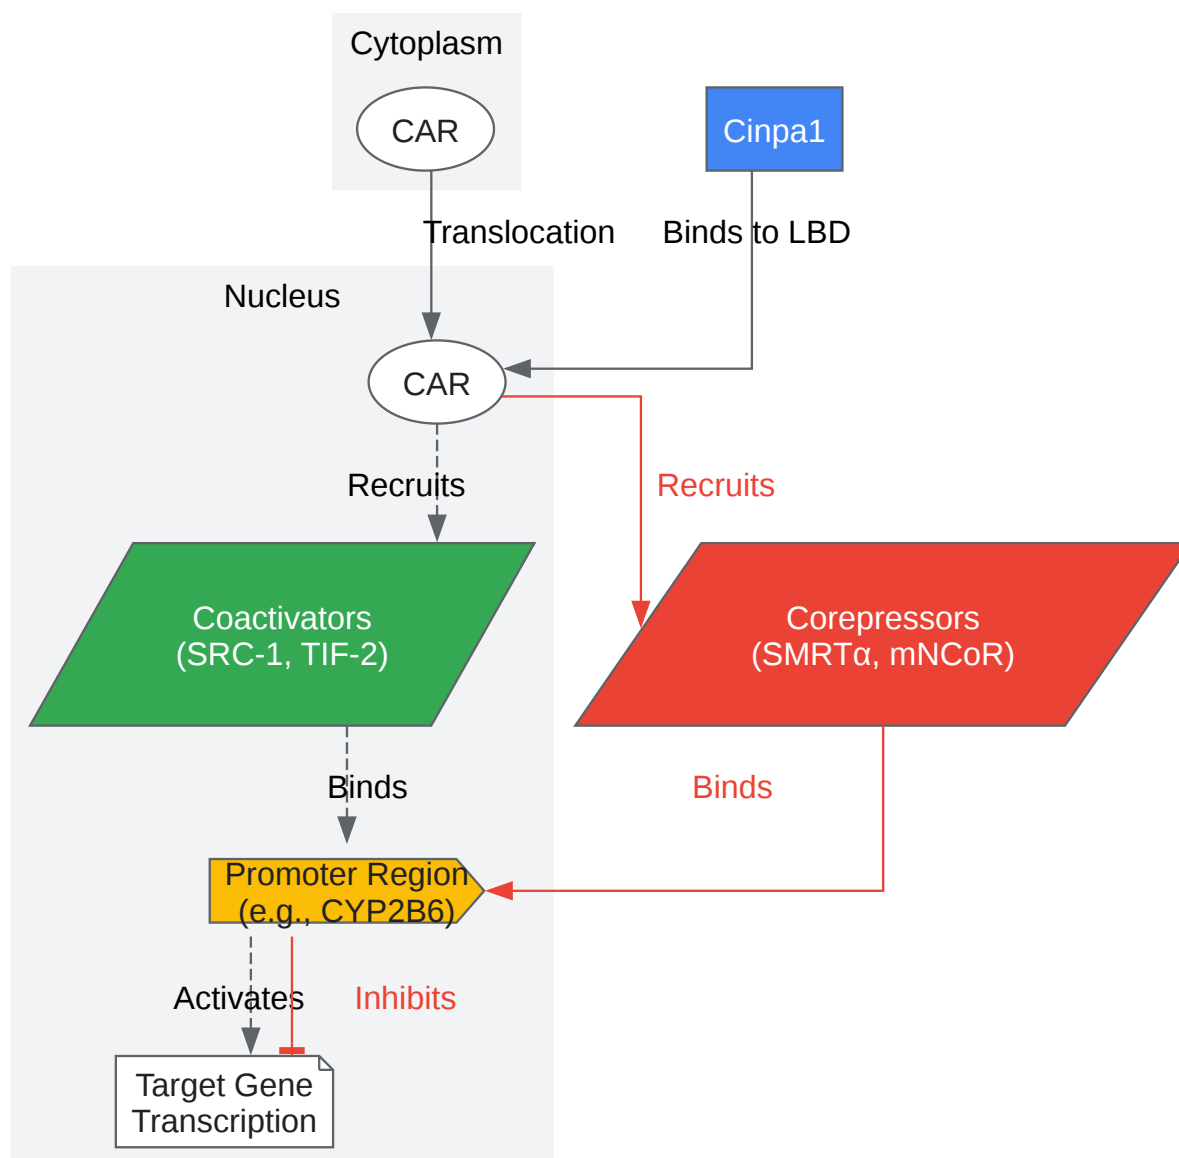 Cytoplasm
CAR
Cinpa1
Translocation
Binds to LBD
Nucleus
CAR
Recruits
Recruits
Coactivators
(SRC-1, TIF-2)
Corepressors
(SMRTα, mNCoR)
Binds
Binds
Promoter Region
(e.g., CYP2B6)
Activates
Inhibits
Target Gene
Transcription